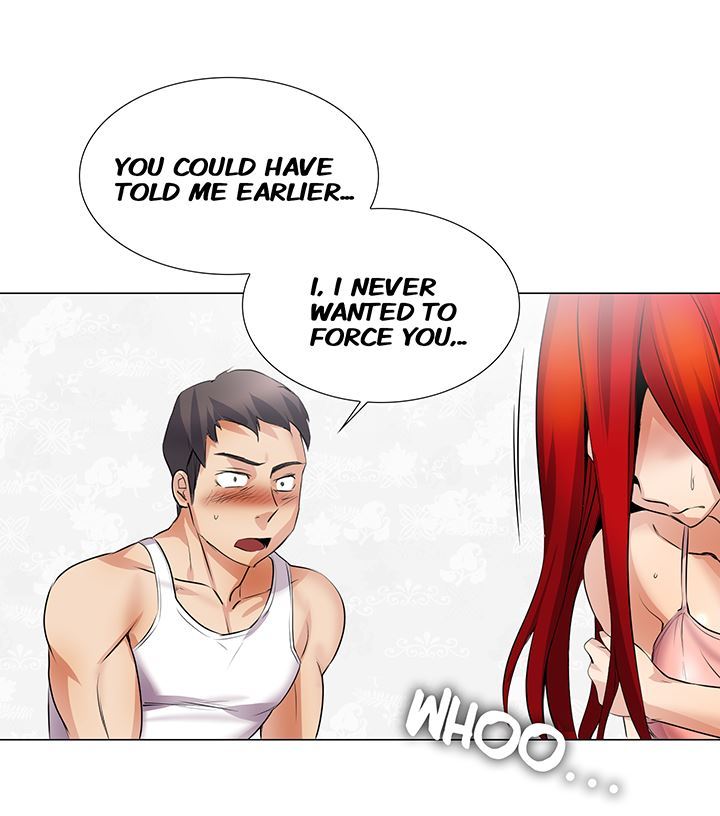 YOU COULD HAVE
TOLD ME EARLIER...
I, I NEVER
WANTED TO
FORCE YOU...
WHOO...